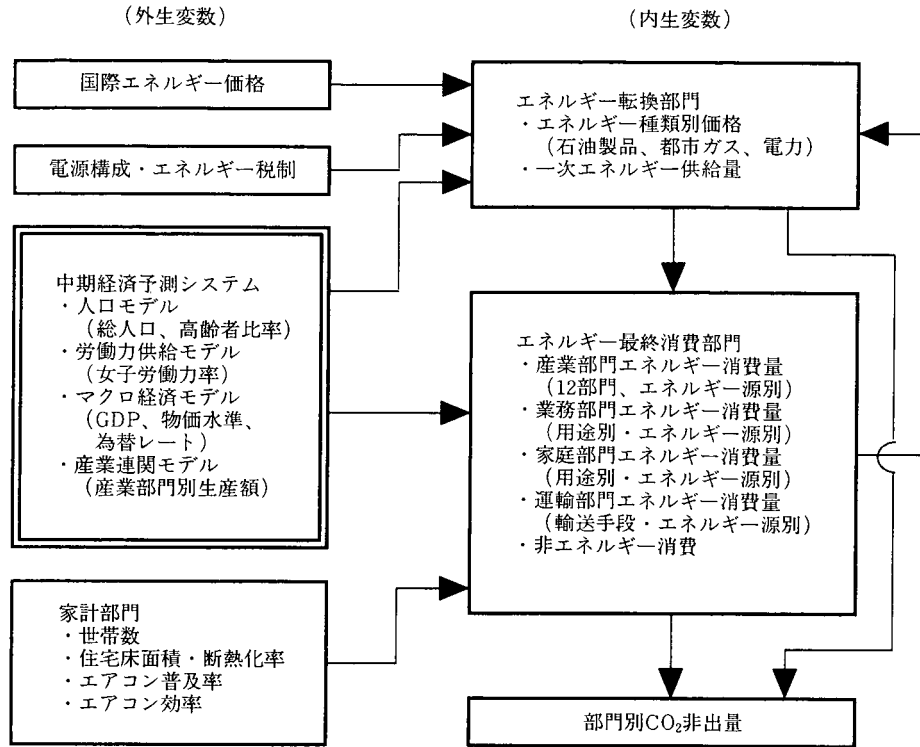 (外生変数)
国際エネルギー価格
電源構成・エネルギー税制
中期経済予測システム
・人口モデル
(総人口、高齢者比率)
・労働力供給モデル
(女子労働力率)
・マクロ経済モデル
(GDP、物価水準、
為替レート)
・産業連関モデル
(産業部門別生産額)
家計部門
・世帯数
・住宅床面積・断熱化率
・エアコン普及率
・エアコン効率
(内生変数)
エネルギー転換部門
・エネルギー種類別価格
(石油製品、都市ガス、電力)
・一次エネルギー供給量
エネルギー最終消費部門
・産業部門エネルギー消費量
(12部門、エネルギー源別)
・業務部門エネルギー消費量
(用途別・エネルギー源別)
・家庭部門エネルギー消費量
(用途別・エネルギー源別)
・運輸部門エネルギー消費量
(輸送手段・エネルギー源別)
・非エネルギー消費
部門別CO₂非出量